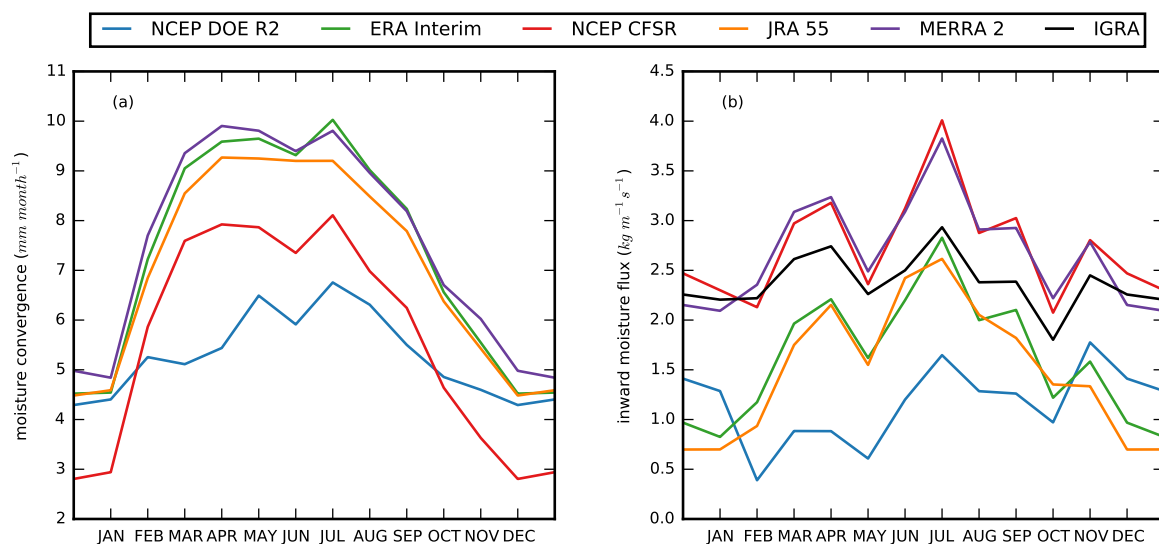 NCEP DOE R2 ERA Interim NCEP CFSR JRA 55 MERRA 2 IGRA
(a)
moisture convergence (mm month⁻¹)
11
10
9
8
7
6
5
4
3
2
JAN FEB MAR APR MAY JUN JUL AUG SEP OCT NOV DEC
(b)
inward moisture flux (kg m⁻¹ s⁻¹)
4.5
4.0
3.5
3.0
2.5
2.0
1.5
1.0
0.5
0.0
JAN FEB MAR APR MAY JUN JUL AUG SEP OCT NOV DEC